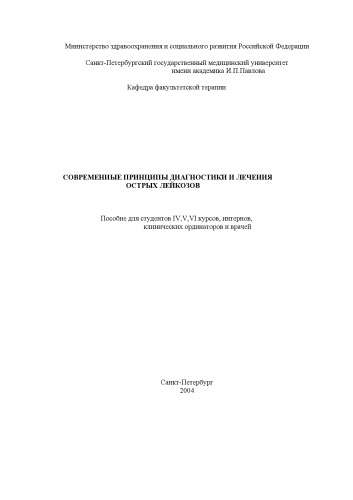 Министерство здравоохранения и социального развития Российской Федерации
Санкт-Петербургский государственный медицинский университет
имени академика И.П.Павлова
Кафедра факультетской терапии
СОВРЕМЕННЫЕ ПРИНЦИПЫ ДИАГНОСТИКИ И ЛЕЧЕНИЯ
ОСТРЫХ ЛЕЙКОЗОВ
Пособие для студентов IV,V,VI курсов, интернов,
клинических ординаторов и врачей
Санкт-Петербург
2004